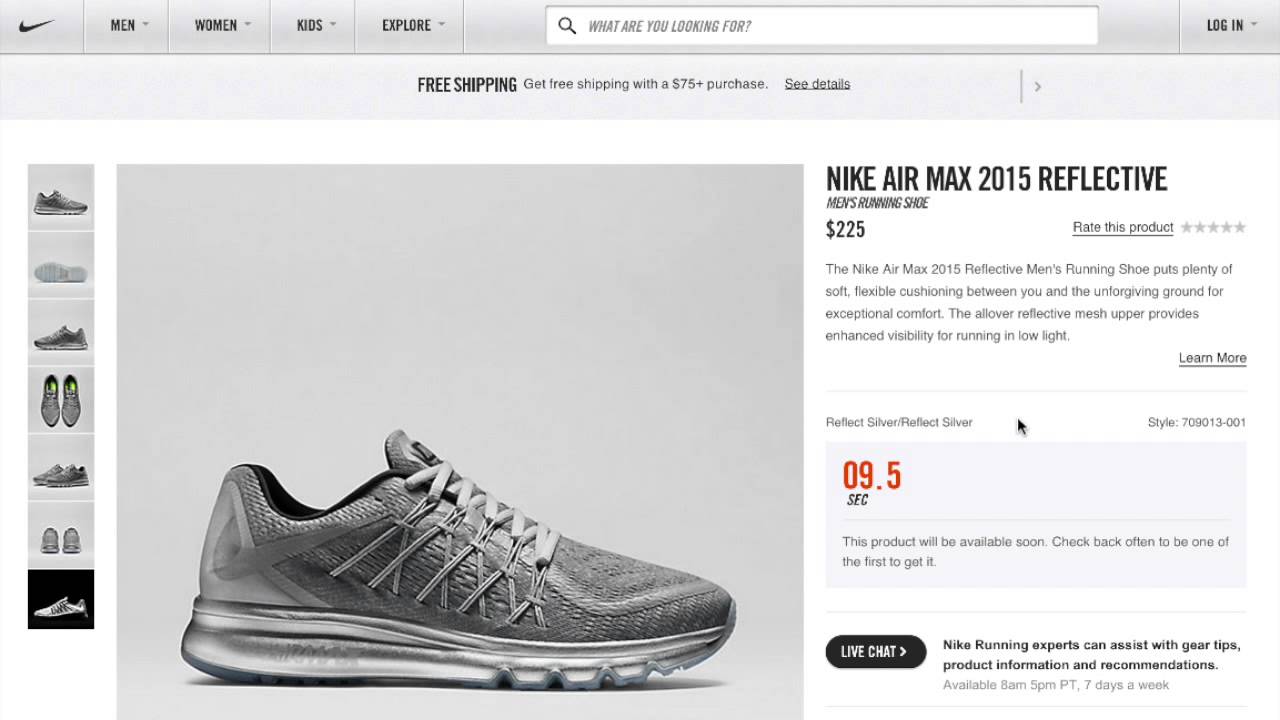 MEN
WOMEN
KIDS
EXPLORE
WHAT ARE YOU LOOKING FOR?
LOG IN
FREE SHIPPING Get free shipping with a $75+ purchase. See details
NIKE AIR MAX 2015 REFLECTIVE
MEN'S RUNNING SHOE
$225
Rate this product
The Nike Air Max 2015 Reflective Men's Running Shoe puts plenty of
soft, flexible cushioning between you and the unforgiving ground for
exceptional comfort. The allover reflective mesh upper provides
enhanced visibility for running in low light.
Learn More
Reflect Silver/Reflect Silver
Style: 709013-001
09.5
SEC
This product will be available soon. Check back often to be one of
the first to get it.
LIVE CHAT
Nike Running experts can assist with gear tips,
product information and recommendations.
Available 8am 5pm PT, 7 days a week